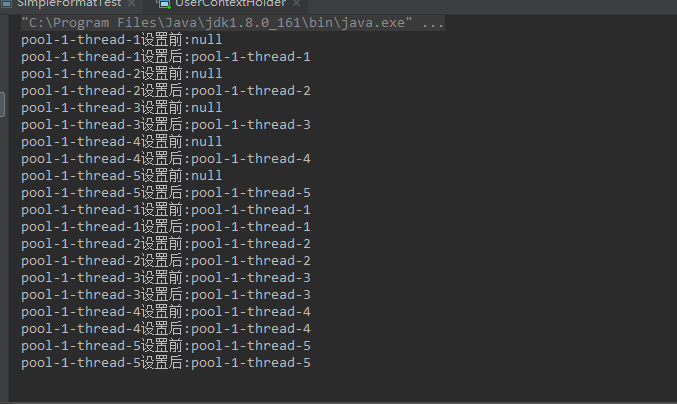 SimpleFormatTest UserContextHolder
"C:\Program Files\Java\jdk1.8.0_161\bin\java.exe" ...
pool-1-thread-1设置前:null
pool-1-thread-1设置后:pool-1-thread-1
pool-1-thread-2设置前:null
pool-1-thread-2设置后:pool-1-thread-2
pool-1-thread-3设置前:null
pool-1-thread-3设置后:pool-1-thread-3
pool-1-thread-4设置前:null
pool-1-thread-4设置后:pool-1-thread-4
pool-1-thread-5设置前:null
pool-1-thread-5设置后:pool-1-thread-5
pool-1-thread-1设置前:pool-1-thread-1
pool-1-thread-1设置后:pool-1-thread-1
pool-1-thread-2设置前:pool-1-thread-2
pool-1-thread-2设置后:pool-1-thread-2
pool-1-thread-3设置前:pool-1-thread-3
pool-1-thread-3设置后:pool-1-thread-3
pool-1-thread-4设置前:pool-1-thread-4
pool-1-thread-4设置后:pool-1-thread-4
pool-1-thread-5设置前:pool-1-thread-5
pool-1-thread-5设置后:pool-1-thread-5